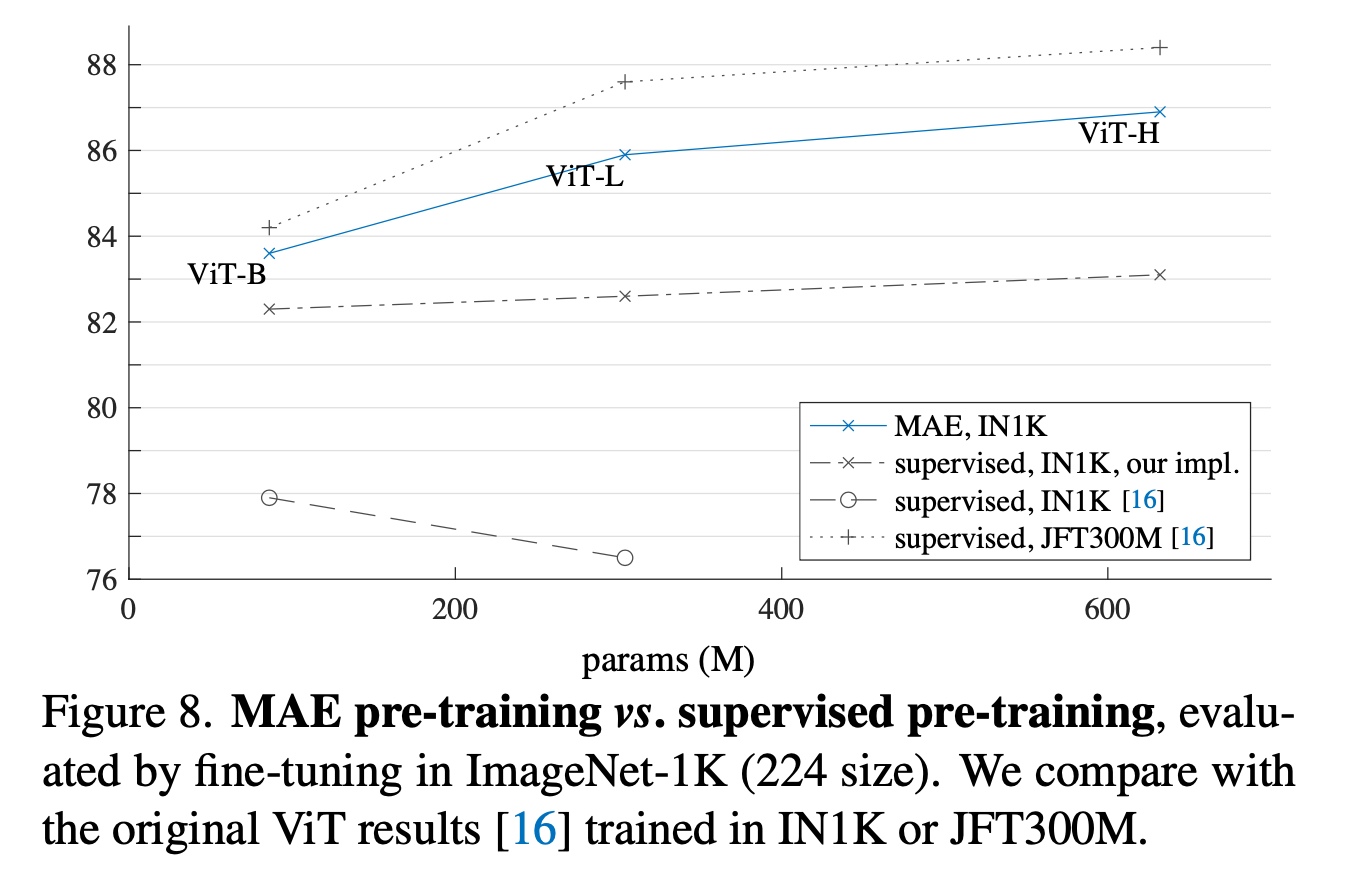 88
86
84
82
80
78
76
0 200 400 600
params (M)
ViT-B
ViT-L
ViT-H
MAE, IN1K
supervised, IN1K, our impl.
supervised, IN1K [16]
supervised, JFT300M [16]
Figure 8. MAE pre-training vs. supervised pre-training, evalu-
ated by fine-tuning in ImageNet-1K (224 size). We compare with
the original ViT results [16] trained in IN1K or JFT300M.